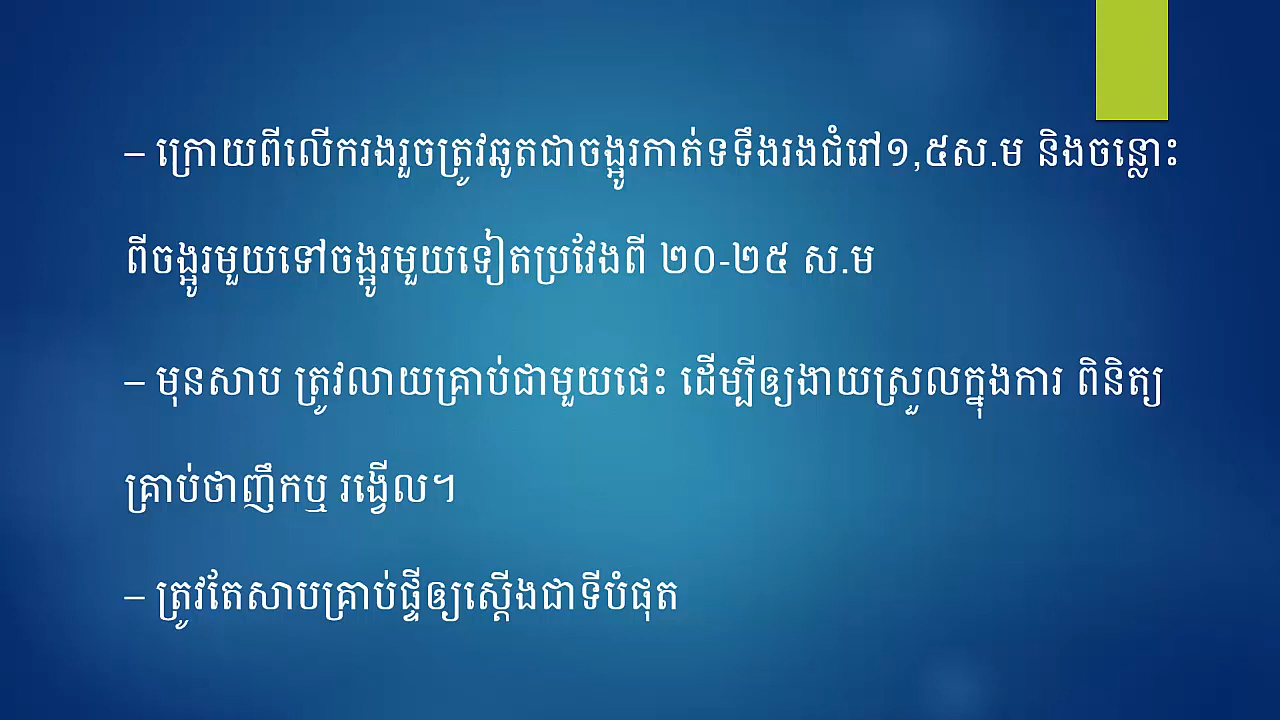 – ក្រោយពីលើករងរួចត្រូវឆូតជាចង្អូរកាត់ទទឹងរងជំរៅ១,៥ស.ម និងចន្លោះ
ពីចង្អូរមួយទៅចង្អូរមួយទៀតប្រវែងពី ២០-២៥ ស.ម
– មុនសាប ត្រូវលាយគ្រាប់ជាមួយផេះ ដើម្បីឲ្យងាយស្រួលក្នុងការ ពិនិត្យ
គ្រាប់ថាញឹកឬ រង្វើល។
– ត្រូវតែសាបគ្រាប់ផ្ទីឲ្យស្តើងជាទីបំផុត